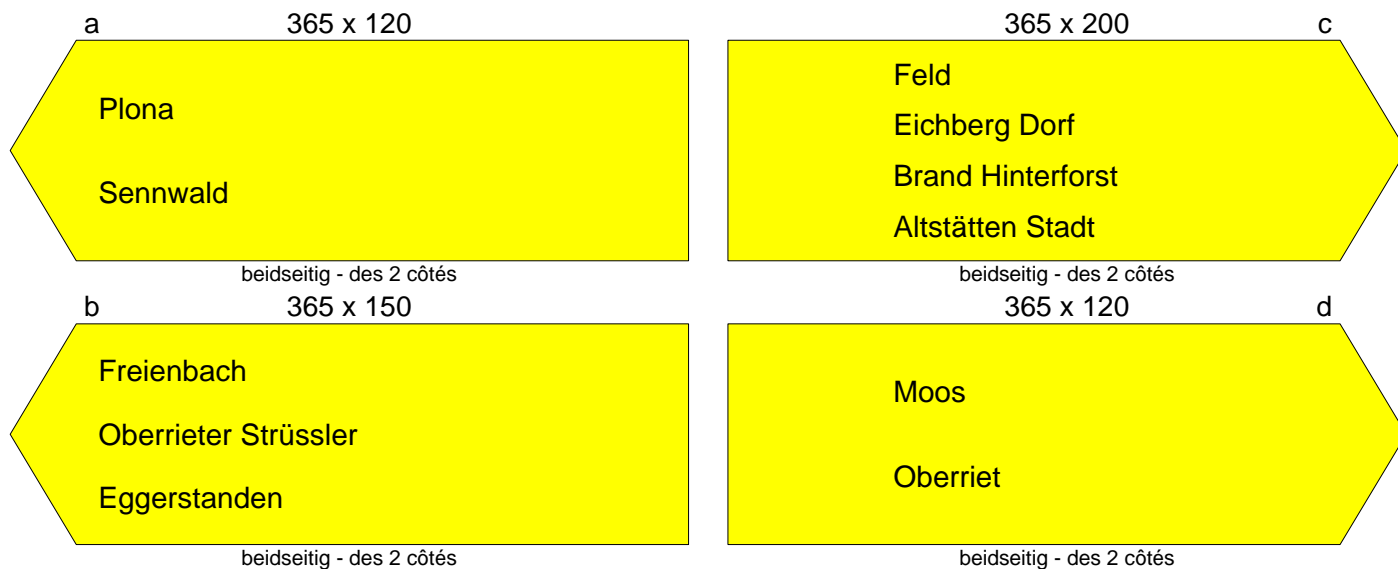 a 365 x 120
Plona
Sennwald
beidseitig - des 2 côtés
365 x 200 c
Feld
Eichberg Dorf
Brand Hinterforst
Altstätten Stadt
beidseitig - des 2 côtés
b 365 x 150
Freienbach
Oberrieter Strüssler
Eggerstanden
beidseitig - des 2 côtés
365 x 120 d
Moos
Oberriet
beidseitig - des 2 côtés